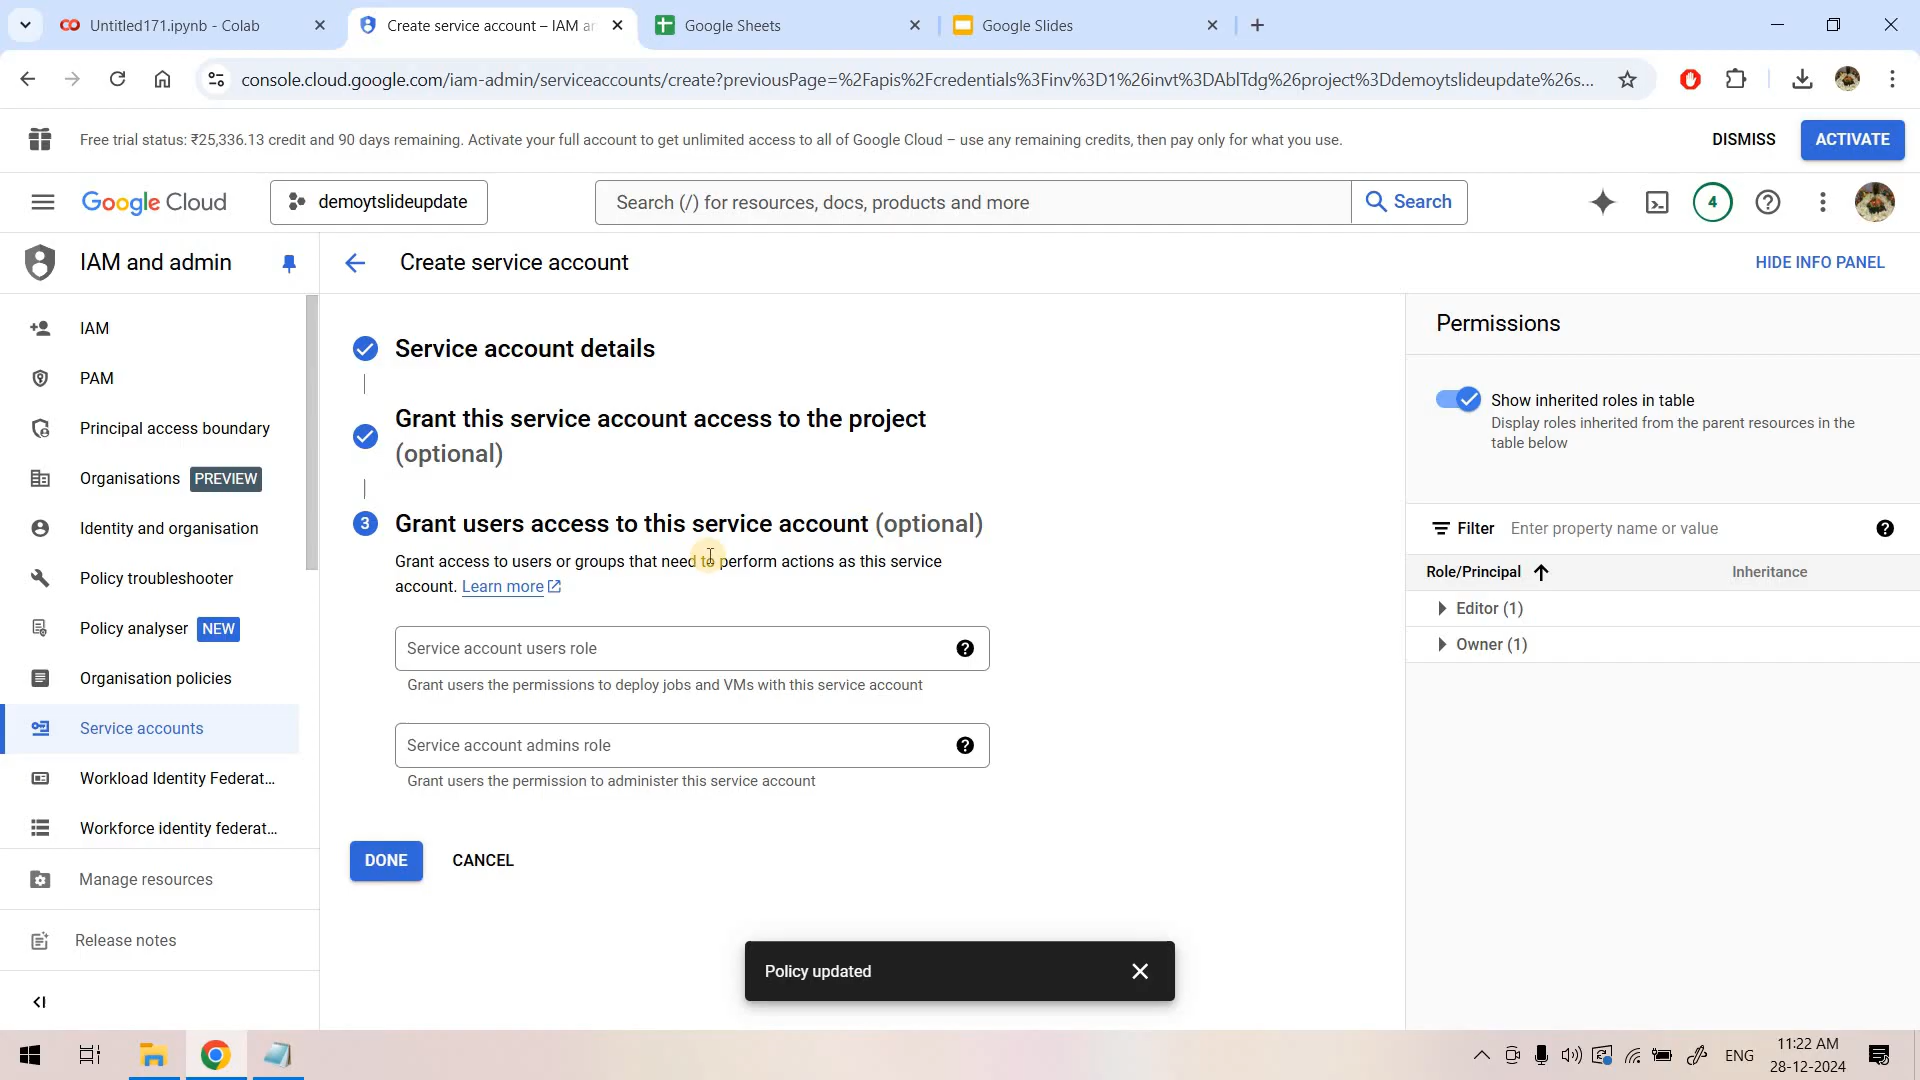 Untitled171.ipynb - Colab
Create service account – IAM an
Google Sheets
Google Slides
console.cloud.google.com/iam-admin/serviceaccounts/create?previousPage=%2Fapis%2Fcredentials%3Finv%3D1%26invt%3DAblTdg%26project%3Ddemoytslideupdate%26s...
Free trial status: ₹25,336.13 credit and 90 days remaining. Activate your full account to get unlimited access to all of Google Cloud – use any remaining credits, then pay only for what you use.
DISMISS
ACTIVATE
Google Cloud
demoytslideupdate
Search (/) for resources, docs, products and more
Search
4
IAM and admin
Create service account
HIDE INFO PANEL
IAM
PAM
Principal access boundary
Organisations PREVIEW
Identity and organisation
Policy troubleshooter
Policy analyser NEW
Organisation policies
Service accounts
Workload Identity Federat...
Workforce identity federat...
Manage resources
Release notes
Service account details
Grant this service account access to the project
(optional)
3 Grant users access to this service account (optional)
Grant access to users or groups that need to perform actions as this service
account. Learn more
Service account users role
Grant users the permissions to deploy jobs and VMs with this service account
Service account admins role
Grant users the permission to administer this service account
DONE
CANCEL
Policy updated
Permissions
Show inherited roles in table
Display roles inherited from the parent resources in the
table below
Filter Enter property name or value
Role/Principal
Inheritance
Editor (1)
Owner (1)
ENG
11:22 AM
28-12-2024